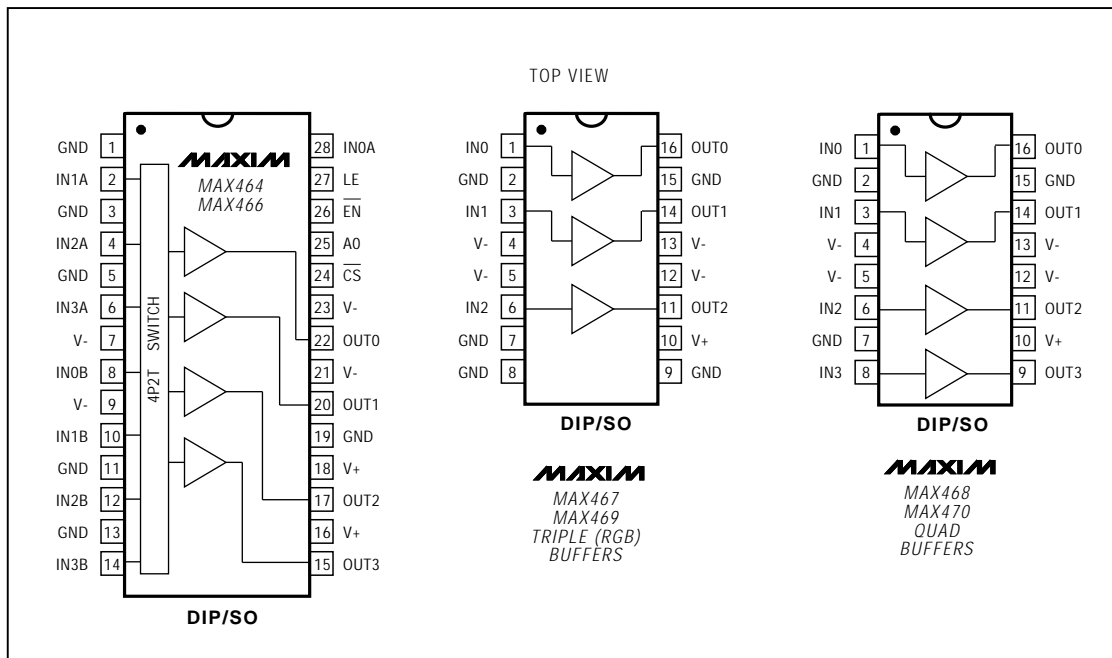 TOP VIEW
GND 1
IN1A 2
GND 3
IN2A 4
GND 5
IN3A 6
V- 7
IN0B 8
V- 9
IN1B 10
GND 11
IN2B 12
GND 13
IN3B 14
4P2T SWITCH
MAXIM
MAX464
MAX466
28 IN0A
27 LE
26 EN
25 A0
24 CS
23 V-
22 OUT0
21 V-
20 OUT1
19 GND
18 V+
17 OUT2
16 V+
15 OUT3
DIP/SO
IN0 1
GND 2
IN1 3
V- 4
V- 5
IN2 6
GND 7
GND 8
16 OUT0
15 GND
14 OUT1
13 V-
12 V-
11 OUT2
10 V+
9 GND
DIP/SO
MAXIM
MAX467
MAX469
TRIPLE (RGB)
BUFFERS
IN0 1
GND 2
IN1 3
V- 4
V- 5
IN2 6
GND 7
IN3 8
16 OUT0
15 GND
14 OUT1
13 V-
12 V-
11 OUT2
10 V+
9 OUT3
DIP/SO
MAXIM
MAX468
MAX470
QUAD
BUFFERS